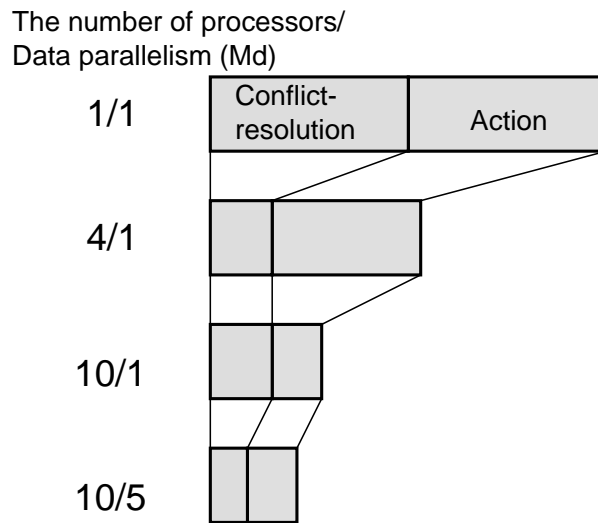 The number of processors/
Data parallelism (Md)
1/1
Conflict-
resolution
Action
4/1
10/1
10/5